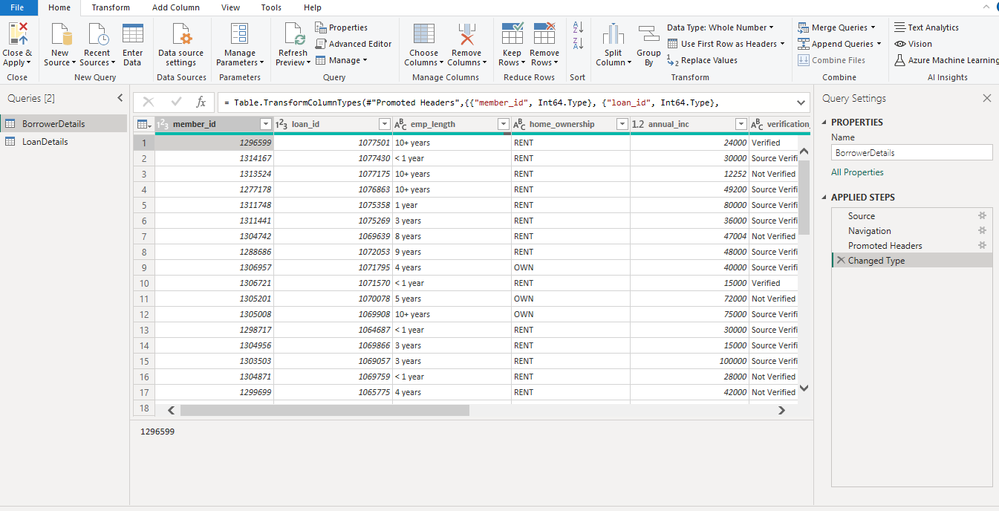 File Home Transform Add Column View Tools Help
Close & Apply
Close
New Source
Recent Sources
Enter Data
New Query
Data source settings
Data Sources
Manage Parameters
Parameters
Refresh Preview
Properties
Advanced Editor
Manage
Query
Choose Columns
Remove Columns
Manage Columns
Keep Rows
Remove Rows
Reduce Rows
Sort
Split Column
Group By
Data Type: Whole Number
Use First Row as Headers
Replace Values
Transform
Merge Queries
Append Queries
Combine Files
Combine
Text Analytics
Vision
Azure Machine Learning
AI Insights
Queries [2]
BorrowerDetails
LoanDetails
fx = Table.TransformColumnTypes(#"Promoted Headers",{{"member_id", Int64.Type}, {"loan_id", Int64.Type},
123 member_id 123 loan_id ABC emp_length ABC home_ownership 1.2 annual_inc ABC verification_
1 1296599 1077501 10+ years RENT 24000 Verified
2 1314167 1077430 < 1 year RENT 30000 Source Verifi
3 1313524 1077175 10+ years RENT 12252 Not Verified
4 1277178 1076863 10+ years RENT 49200 Source Verifi
5 1311748 1075358 1 year RENT 80000 Source Verifi
6 1311441 1075269 3 years RENT 36000 Source Verifi
7 1304742 1069639 8 years RENT 47004 Not Verified
8 1288686 1072053 9 years RENT 48000 Source Verifi
9 1306957 1071795 4 years OWN 40000 Source Verifi
10 1306721 1071570 < 1 year RENT 15000 Verified
11 1305201 1070078 5 years OWN 72000 Not Verified
12 1305008 1069908 10+ years OWN 75000 Source Verifi
13 1298717 1064687 < 1 year RENT 30000 Source Verifi
14 1304956 1069866 3 years RENT 15000 Source Verifi
15 1303503 1069057 3 years RENT 100000 Source Verifi
16 1304871 1069759 < 1 year RENT 28000 Not Verified
17 1299699 1065775 4 years RENT 42000 Not Verified
18
1296599
Query Settings
PROPERTIES
Name
BorrowerDetails
All Properties
APPLIED STEPS
Source
Navigation
Promoted Headers
Changed Type